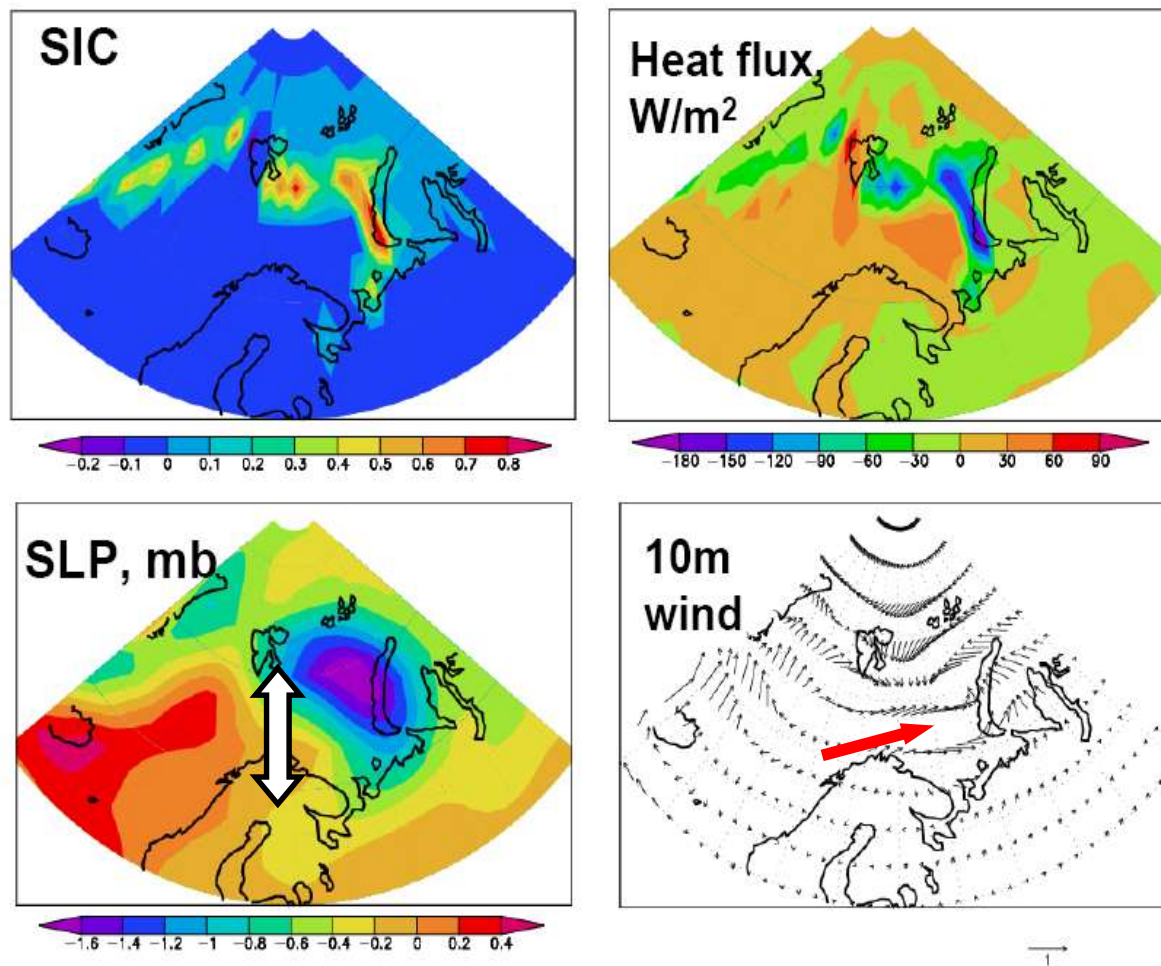 SIC
Heat flux,
W/m²
-0.2 -0.1 0 0.1 0.2 0.3 0.4 0.5 0.6 0.7 0.8
-180 -150 -120 -90 -60 -30 0 30 60 90
SLP, mb
10m
wind
-1.6 -1.4 -1.2 -1 -0.8 -0.6 -0.4 -0.2 0 0.2 0.4
1